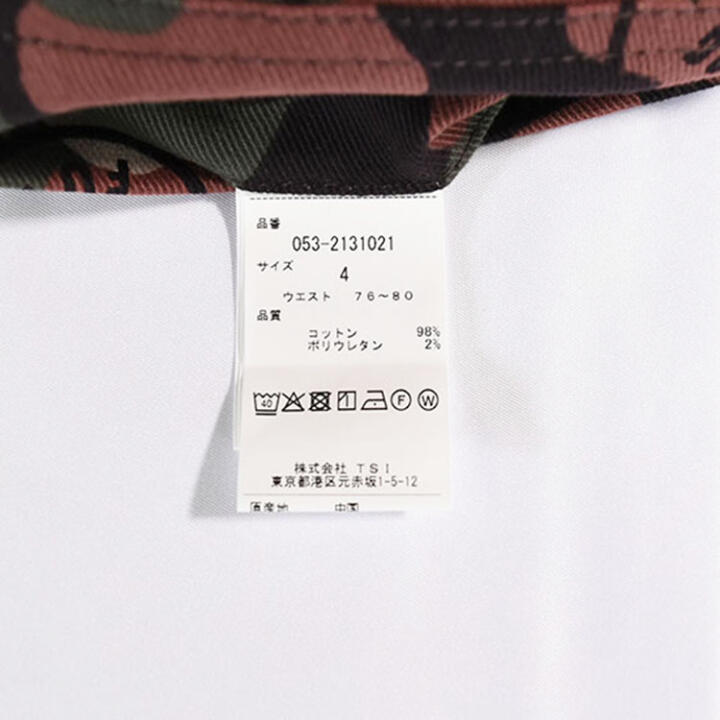 FU
品番
053-2131021
サイズ
4
ウエスト 76～80
品質
コットン 98%
ポリウレタン 2%
40
F W
株式会社 TSI
東京都港区元赤坂1-5-12
原産地 中国